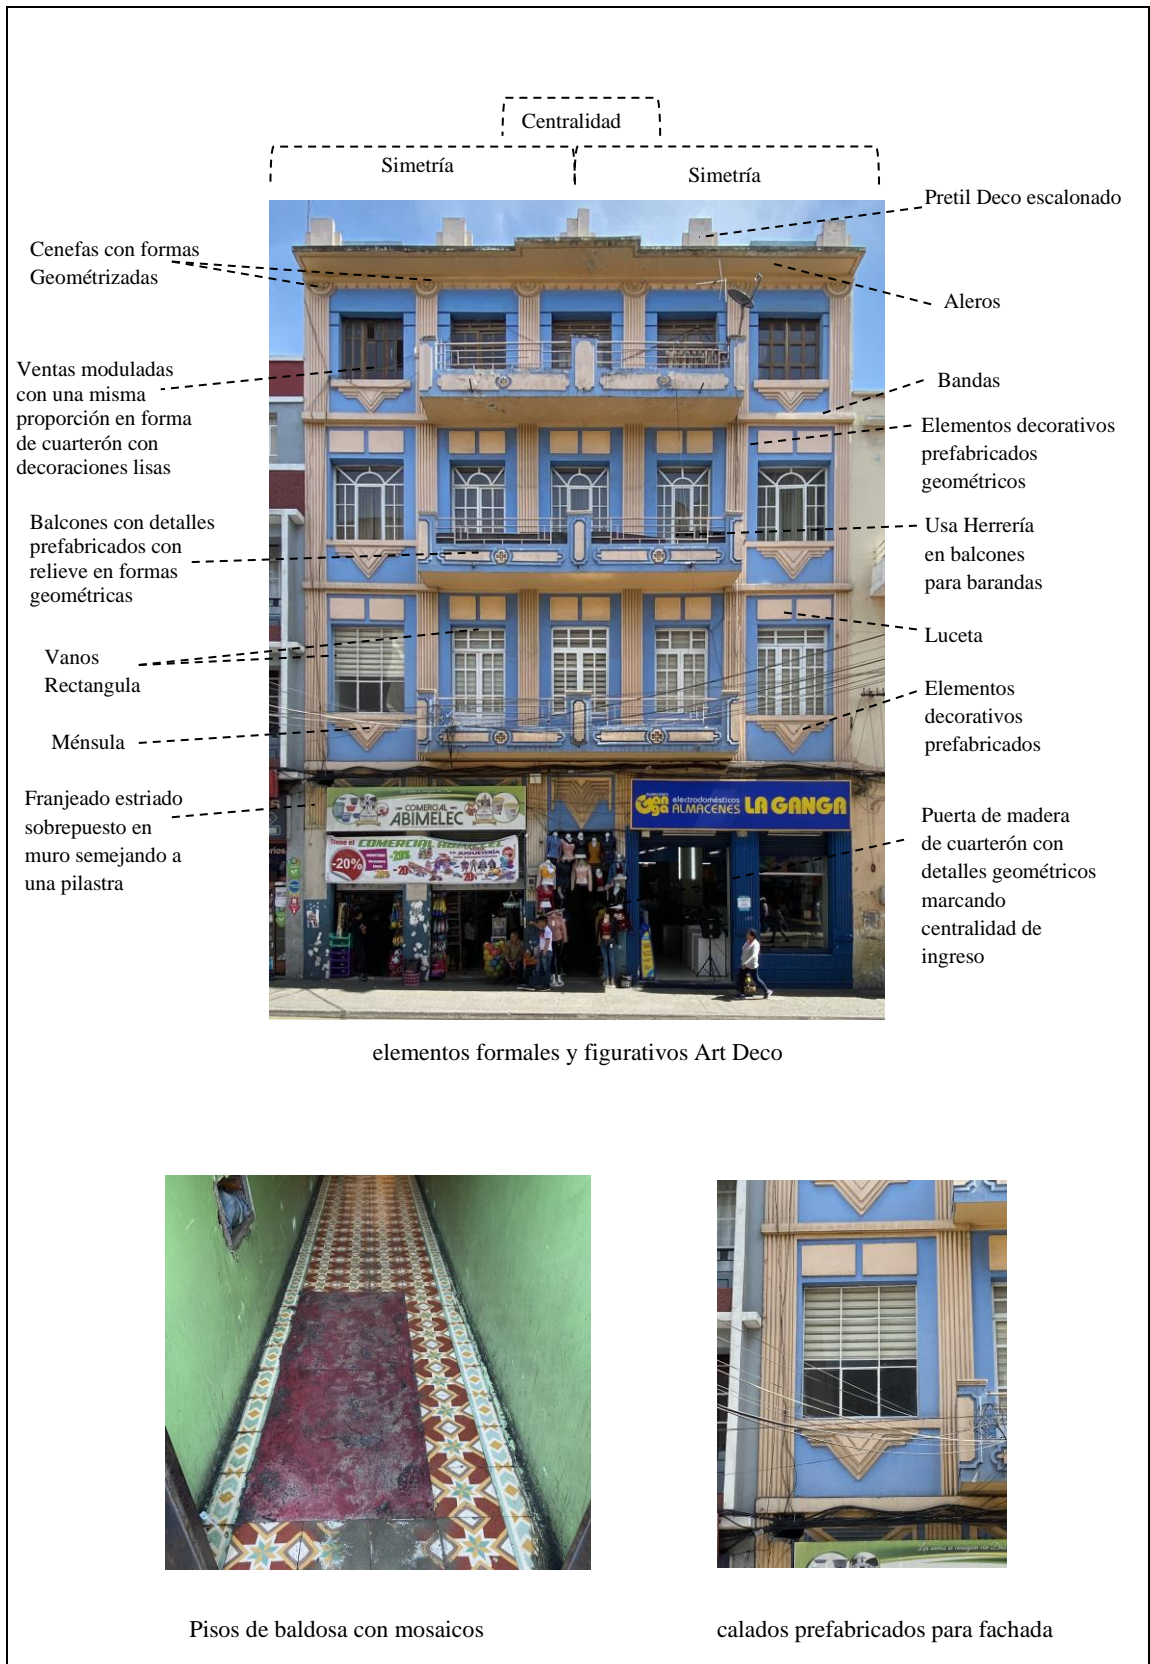 Centralidad
Simetría
Simetría
Pretil Deco escalonado
Cenefas con formas
Geométrizadas
Aleros
Ventas moduladas
con una misma
proporción en forma
de cuarterón con
decoraciones lisas
Bandas
Elementos decorativos
prefabricados
geométricos
Balcones con detalles
prefabricados con
relieve en formas
geométricas
Usa Herrería
en balcones
para barandas
Luceta
Vanos
Rectangula
Elementos
decorativos
prefabricados
Ménsula
Franjeado estriado
sobrepuesto en
muro semejando a
una pilastra
Puerta de madera
de cuarterón con
detalles geométricos
marcando
centralidad de
ingreso
COMERCIAL
ABIMELEC
COMERCIAL ABIMELEC
-20%
-20%
20%
electrodomésticos
ALMACENES LA GANGA
elementos formales y figurativos Art Deco
Pisos de baldosa con mosaicos
calados prefabricados para fachada